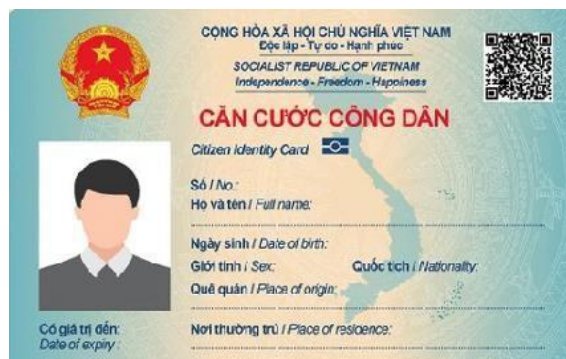 CỘNG HÒA XÃ HỘI CHỦ NGHĨA VIỆT NAM
Độc lập - Tự do - Hạnh phúc
SOCIALIST REPUBLIC OF VIETNAM
Independence - Freedom - Happiness
CĂN CƯỚC CÔNG DÂN
Citizen Identity Card
Số / No.:
Họ và tên / Full name:
Ngày sinh / Date of birth:
Giới tính / Sex: Quốc tịch / Nationality:
Quê quán / Place of origin:
Có giá trị đến:
Date of expiry :
Nơi thường trú / Place of residence: